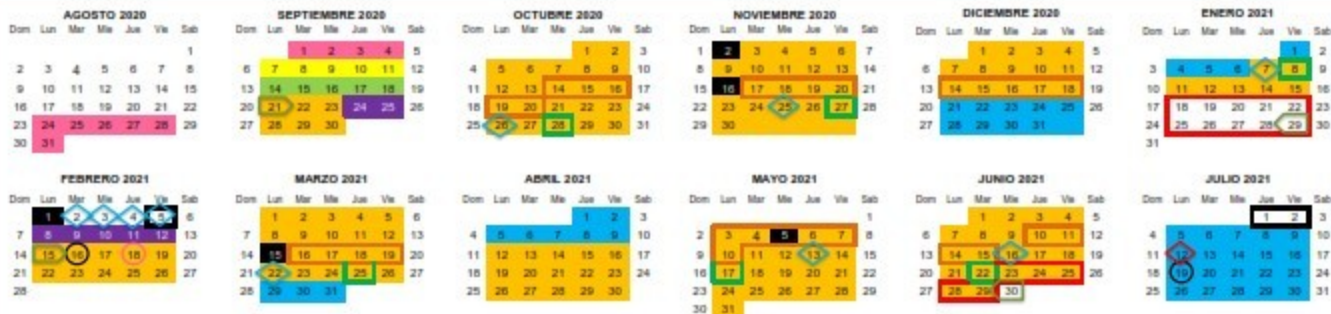 AGOSTO 2020
Dom Lun Mar Mié Jue Vie Sab
1
2 3 4 5 6 7 8
9 10 11 12 13 14 15
16 17 18 19 20 21 22
23 24 25 26 27 28 29
30 31
SEPTIEMBRE 2020
Dom Lun Mar Mie Jue Vie Sab
1 2 3 4 5
6 7 8 9 10 11 12
13 14 15 16 17 18 19
20 21 22 23 24 25 26
27 28 29 30
OCTUBRE 2020
Dom Lun Mar Mie Jue Vie Sab
1 2 3
4 5 6 7 8 9 10
11 12 13 14 15 16 17
18 19 20 21 22 23 24
25 26 27 28 29 30 31
NOVIEMBRE 2020
Dom Lun Mar Mie Jue Vie Sab
1 2 3 4 5 6 7
8 9 10 11 12 13 14
15 16 17 18 19 20 21
22 23 24 25 26 27 28
29 30
DICIEMBRE 2020
Dom Lun Mar Mie Jue Vie Sab
1 2 3 4 5
6 7 8 9 10 11 12
13 14 15 16 17 18 19
20 21 22 23 24 25 26
27 28 29 30 31
ENERO 2021
Dom Lun Mar Mie Jue Vie Sab
1 2
3 4 5 6 7 8 9
10 11 12 13 14 15 16
17 18 19 20 21 22 23
24 25 26 27 28 29 30
31
FEBRERO 2021
Dom Lun Mar Mie Jue Vie Sab
1 2 3 4 5 6
7 8 9 10 11 12 13
14 15 16 17 18 19 20
21 22 23 24 25 26 27
28
MARZO 2021
Dom Lun Mar Mie Jue Vie Sab
1 2 3 4 5 6
7 8 9 10 11 12 13
14 15 16 17 18 19 20
21 22 23 24 25 26 27
28 29 30 31
ABRIL 2021
Dom Lun Mar Mie Jue Vie Sab
1 2 3
4 5 6 7 8 9 10
11 12 13 14 15 16 17
18 19 20 21 22 23 24
25 26 27 28 29 30
MAYO 2021
Dom Lun Mar Mie Jue Vie Sab
1
2 3 4 5 6 7 8
9 10 11 12 13 14 15
16 17 18 19 20 21 22
23 24 25 26 27 28 29
30 31
JUNIO 2021
Dom Lun Mar Mie Jue Vie Sab
1 2 3 4 5
6 7 8 9 10 11 12
13 14 15 16 17 18 19
20 21 22 23 24 25 26
27 28 29 30
JULIO 2021
Dom Lun Mar Mie Jue Vie Sab
1 2 3
4 5 6 7 8 9 10
11 12 13 14 15 16 17
18 19 20 21 22 23 24
25 26 27 28 29 30 31